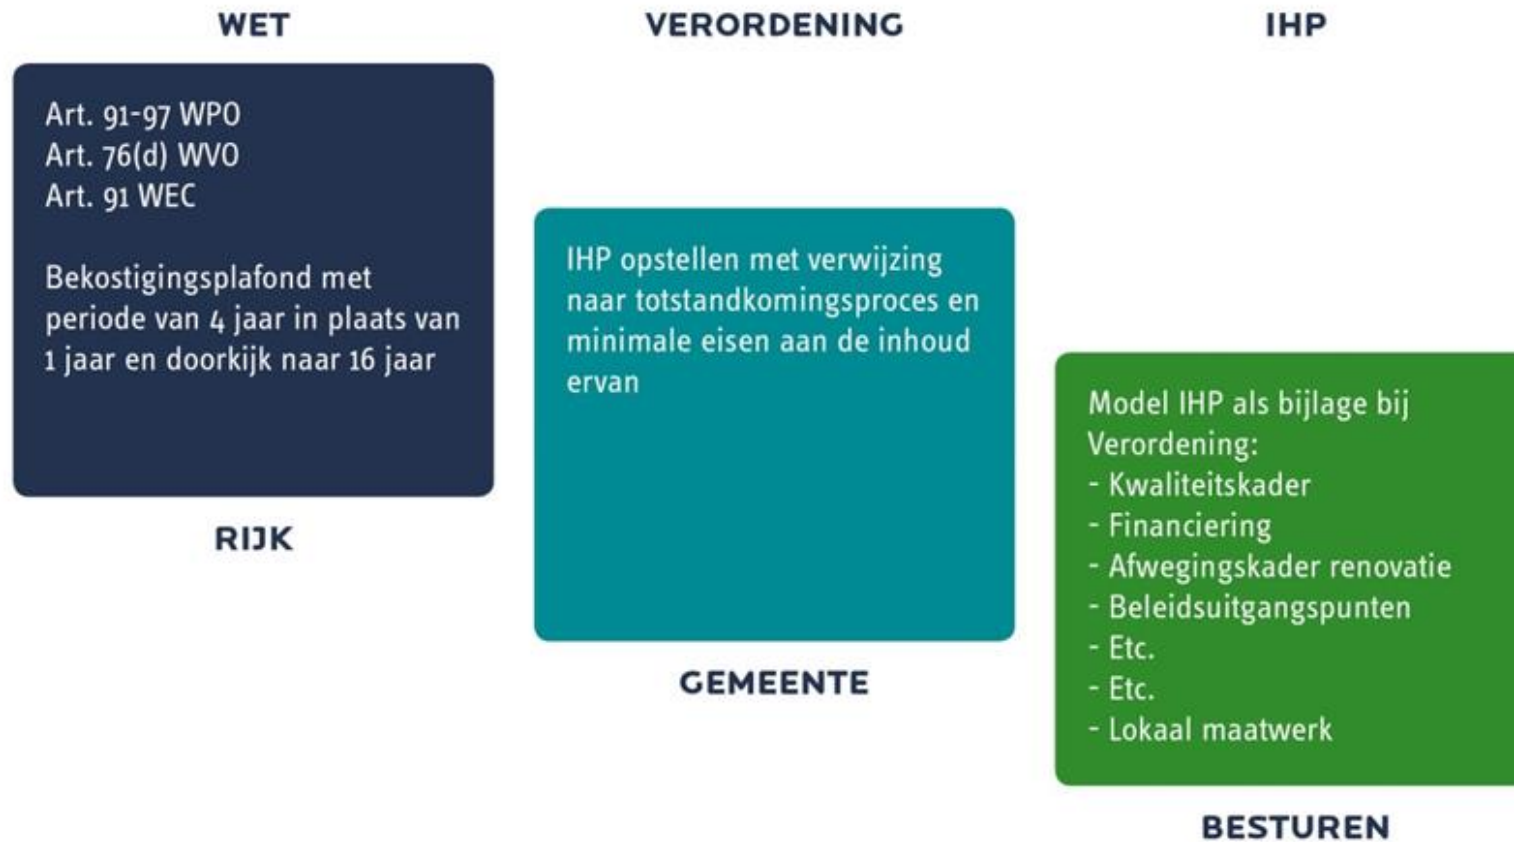 WET
Art. 91-97 WPO
Art. 76(d) WVO
Art. 91 WEC
Bekostigingsplafond met
periode van 4 jaar in plaats van
1 jaar en doorkijk naar 16 jaar
RIJK
VERORDENING
IHP opstellen met verwijzing
naar totstandkomingsproces en
minimale eisen aan de inhoud
ervan
GEMEENTE
IHP
Model IHP als bijlage bij
Verordening:
- Kwaliteitskader
- Financiering
- Afwegingskader renovatie
- Beleidsuitgangspunten
- Etc.
- Etc.
- Lokaal maatwerk
BESTUREN